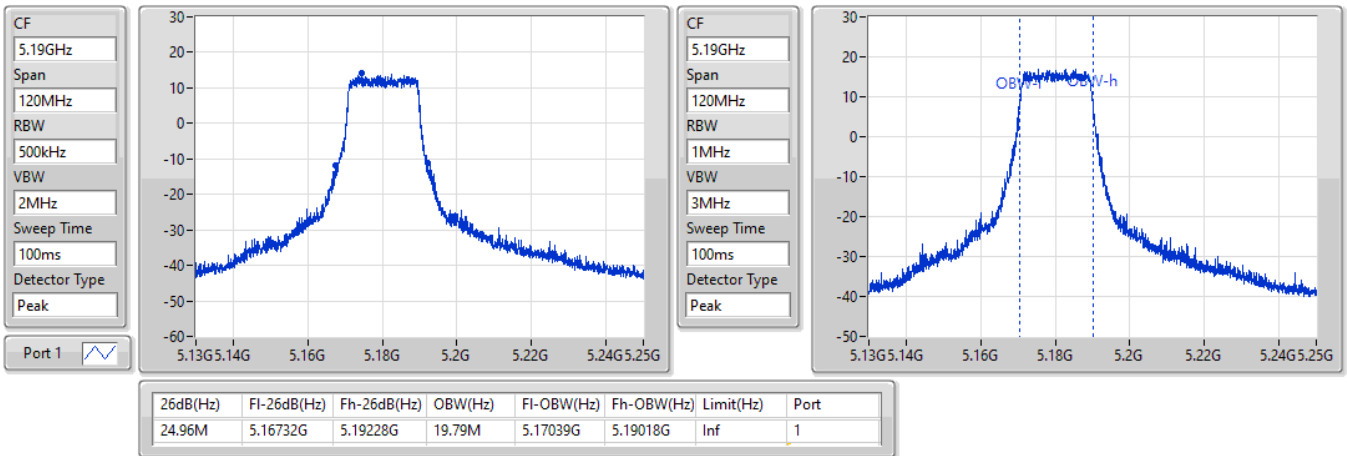 CF
5.19GHz
Span
120MHz
RBW
500kHz
VBW
2MHz
Sweep Time
100ms
Detector Type
Peak
Port 1
30
20
10
0
-10
-20
-30
-40
-50
-60
5.13G 5.14G 5.16G 5.18G 5.2G 5.22G 5.24G 5.25G
CF
5.19GHz
Span
120MHz
RBW
1MHz
VBW
3MHz
Sweep Time
100ms
Detector Type
Peak
30
20
10
0
-10
-20
-30
-40
-50
OBW-l OBW-h
5.13G 5.14G 5.16G 5.18G 5.2G 5.22G 5.24G 5.25G
26dB(Hz) Fl-26dB(Hz) Fh-26dB(Hz) OBW(Hz) Fl-OBW(Hz) Fh-OBW(Hz) Limit(Hz) Port
24.96M 5.16732G 5.19228G 19.79M 5.17039G 5.19018G Inf 1